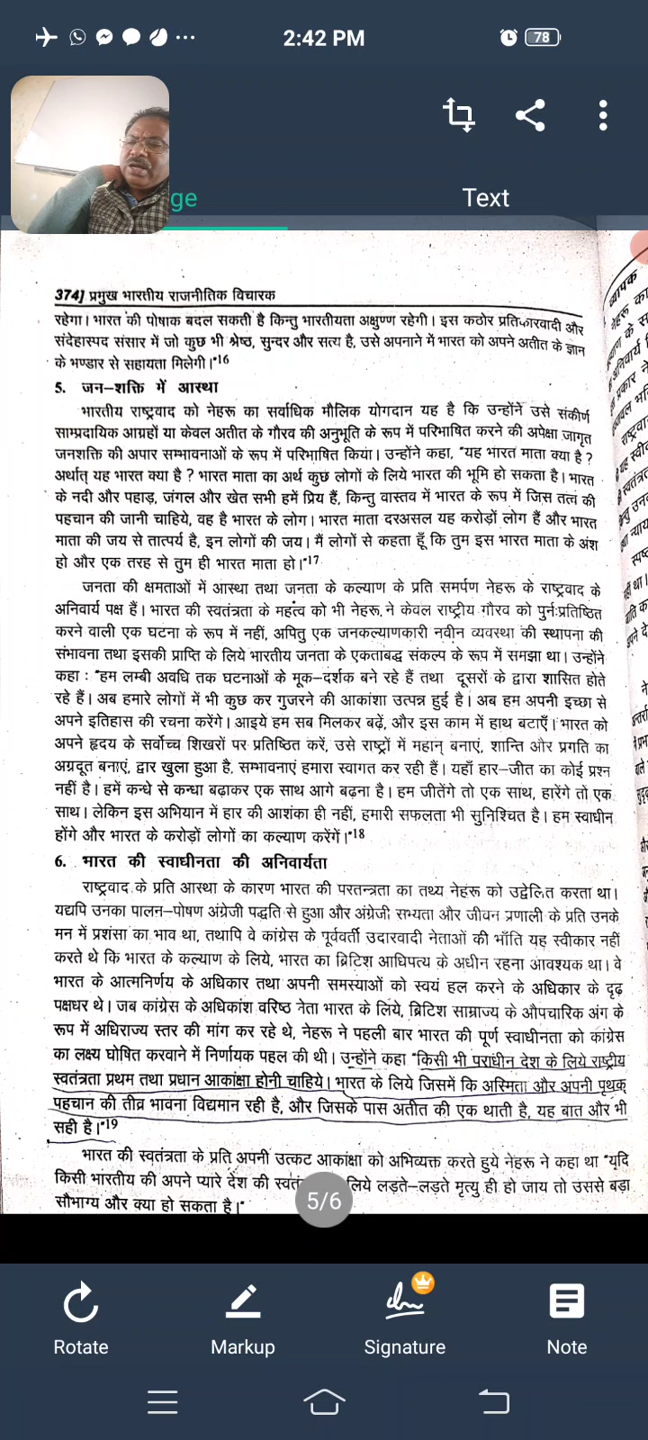 2:42 PM
78
ge
Text
374] प्रमुख भारतीय राजनीतिक विचारक
रहेगा। भारत की पोषाक बदल सकती है किन्तु भारतीयता अक्षुण्ण रहेगी। इस कठोर प्रतिकारवादी और
संदेहास्पद संसार में जो कुछ भी श्रेष्ठ, सुन्दर और सत्य है, उसे अपनाने में भारत को अपने अतीत के ज्ञान
के भण्डार से सहायता मिलेगी।"16
5. जन-शक्ति में आस्था
भारतीय राष्ट्रवाद को नेहरू का सर्वाधिक मौलिक योगदान यह है कि उन्होंने उसे संकीर्ण
साम्प्रदायिक आग्रहों या केवल अतीत के गौरव की अनुभूति के रूप में परिभाषित करने की अपेक्षा जागृत
जनशक्ति की अपार सम्भावनाओं के रूप में परिभाषित किया। उन्होंने कहा, "यह भारत माता क्या है ?
अर्थात् यह भारत क्या है ? भारत माता का अर्थ कुछ लोगों के लिये भारत की भूमि हो सकता है। भारत
के नदी और पहाड़, जंगल और खेत सभी हमें प्रिय हैं, किन्तु वास्तव में भारत के रूप में जिस तत्व की
पहचान की जानी चाहिये, वह है भारत के लोग। भारत माता दरअसल यह करोड़ों लोग हैं और भारत
माता की जय से तात्पर्य है, इन लोगों की जय। मैं लोगों से कहता हूँ कि तुम इस भारत माता के अंश
हो और एक तरह से तुम ही भारत माता हो।"17
जनता की क्षमताओं में आस्था तथा जनता के कल्याण के प्रति समर्पण नेहरू के राष्ट्रवाद के
अनिवार्य पक्ष हैं। भारत की स्वतंत्रता के महत्व को भी नेहरू ने केवल राष्ट्रीय गौरव को पुर्नःप्रतिष्ठित
करने वाली एक घटना के रूप में नहीं, अपितु एक जनकल्याणकारी नवीन व्यवस्था की स्थापना की
संभावना तथा इसकी प्राप्ति के लिये भारतीय जनता के एकताबद्ध संकल्प के रूप में समझा था। उन्होंने
कहा : "हम लम्बी अवधि तक घटनाओं के मूक-दर्शक बने रहे हैं तथा दूसरों के द्वारा शासित होते
रहे हैं। अब हमारे लोगों में भी कुछ कर गुजरने की आकांशा उत्पन्न हुई है। अब हम अपनी इच्छा से
अपने इतिहास की रचना करेंगे। आइये हम सब मिलकर बढ़ें, और इस काम में हाथ बटाएँ। भारत को
अपने हृदय के सर्वोच्च शिखरों पर प्रतिष्ठित करें, उसे राष्ट्रों में महान् बनाएं, शान्ति और प्रगति का
अग्रदूत बनाएं, द्वार खुला हुआ है, सम्भावनाएं हमारा स्वागत कर रही हैं। यहाँ हार-जीत का कोई प्रश्न
नहीं है। हमें कन्धे से कन्धा बढ़ाकर एक साथ आगे बढ़ना है। हम जीतेंगे तो एक साथ, हारेंगे तो एक
साथ। लेकिन इस अभियान में हार की आशंका ही नहीं, हमारी सफलता भी सुनिश्चित है। हम स्वाधीन
होंगे और भारत के करोड़ों लोगों का कल्याण करेंगें।"18
6. भारत की स्वाधीनता की अनिवार्यता
राष्ट्रवाद के प्रति आस्था के कारण भारत की परतन्त्रता का तथ्य नेहरू को उद्वेलित करता था।
यद्यपि उनका पालन-पोषण अंग्रेजी पद्धति से हुआ और अंग्रेजी सभ्यता और जीवन प्रणाली के प्रति उनके
मन में प्रशंसा का भाव था, तथापि वे कांग्रेस के पूर्ववर्ती उदारवादी नेताओं की भाँति यह स्वीकार नहीं
करते थे कि भारत के कल्याण के लिये, भारत का ब्रिटिश आधिपत्य के अधीन रहना आवश्यक था। वे
भारत के आत्मनिर्णय के अधिकार तथा अपनी समस्याओं को स्वयं हल करने के अधिकार के दृढ़
पक्षधर थे। जब कांग्रेस के अधिकांश वरिष्ठ नेता भारत के लिये, ब्रिटिश साम्राज्य के औपचारिक अंग के
रूप में अधिराज्य स्तर की मांग कर रहे थे, नेहरू ने पहली बार भारत की पूर्ण स्वाधीनता को कांग्रेस
का लक्ष्य घोषित करवाने में निर्णायक पहल की थी। उन्होंने कहा "किसी भी पराधीन देश के लिये राष्ट्रीय
स्वतंत्रता प्रथम तथा प्रधान आकांक्षा होनी चाहिये। भारत के लिये जिसमें कि अस्मिता और अपनी पृथक्
पहचान की तीव्र भावना विद्यमान रही है, और जिसके पास अतीत की एक थाती है, यह बात और भी
सही है।"19
भारत की स्वतंत्रता के प्रति अपनी उत्कट आकांक्षा को अभिव्यक्त करते हुये नेहरू ने कहा था "यदि
किसी भारतीय की अपने प्यारे देश की लिये लड़ते-लड़ते मृत्यु ही हो जाय तो उससे बड़ा
सौभाग्य और क्या हो सकता है।"
5/6
Rotate
Markup
Signature
Note